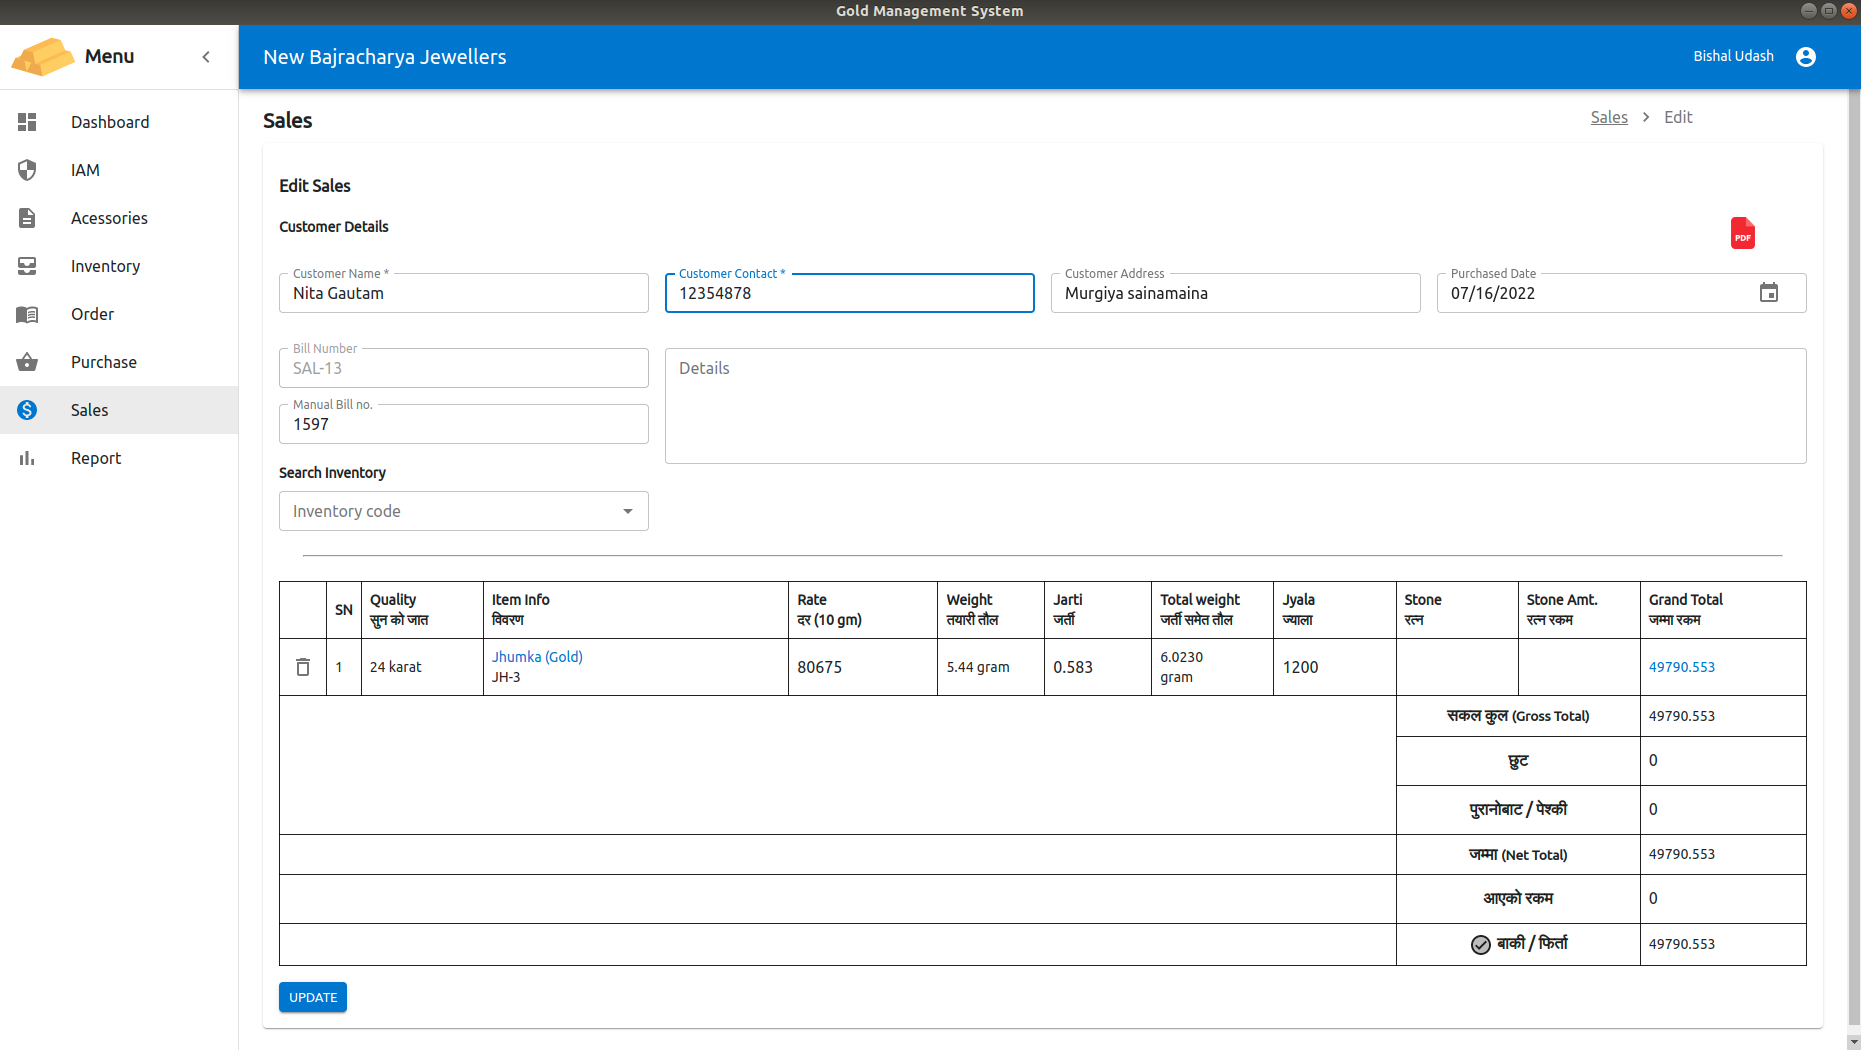 Gold Management System
Menu
New Bajracharya Jewellers
Bishal Udash
Dashboard
IAM
Acessories
Inventory
Order
Purchase
Sales
Report
Sales
Sales > Edit
Edit Sales
Customer Details
PDF
Customer Name *
Nita Gautam
Customer Contact *
12354878
Customer Address
Murgiya sainamaina
Purchased Date
07/16/2022
Bill Number
SAL-13
Details
Manual Bill no.
1597
Search Inventory
Inventory code
SN
Quality
सुन को जात
Item Info
विवरण
Rate
दर (10 gm)
Weight
तयारी तौल
Jarti
जर्ती
Total weight
जर्ती समेत तौल
Jyala
ज्याला
Stone
रत्न
Stone Amt.
रत्न रकम
Grand Total
जम्मा रकम
1
24 karat
Jhumka (Gold)
JH-3
80675
5.44 gram
0.583
6.0230
gram
1200
49790.553
सकल कुल (Gross Total) 49790.553
छुट 0
पुरानोबाट / पेश्की 0
जम्मा (Net Total) 49790.553
आएको रकम 0
बाकी / फिर्ता 49790.553
UPDATE